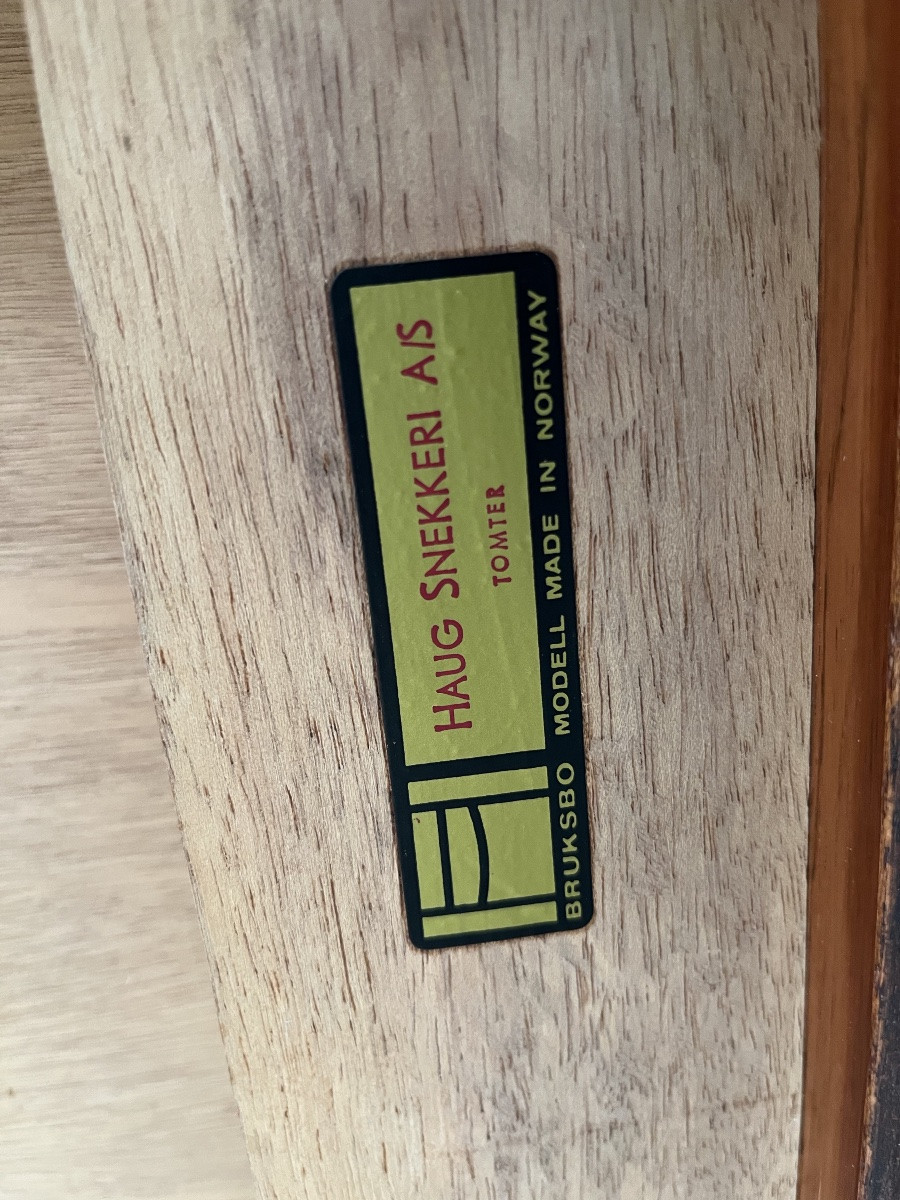 HAUG SNEKKERI A/S
TOMTER
BRUKSBO MODELL MADE IN NORWAY